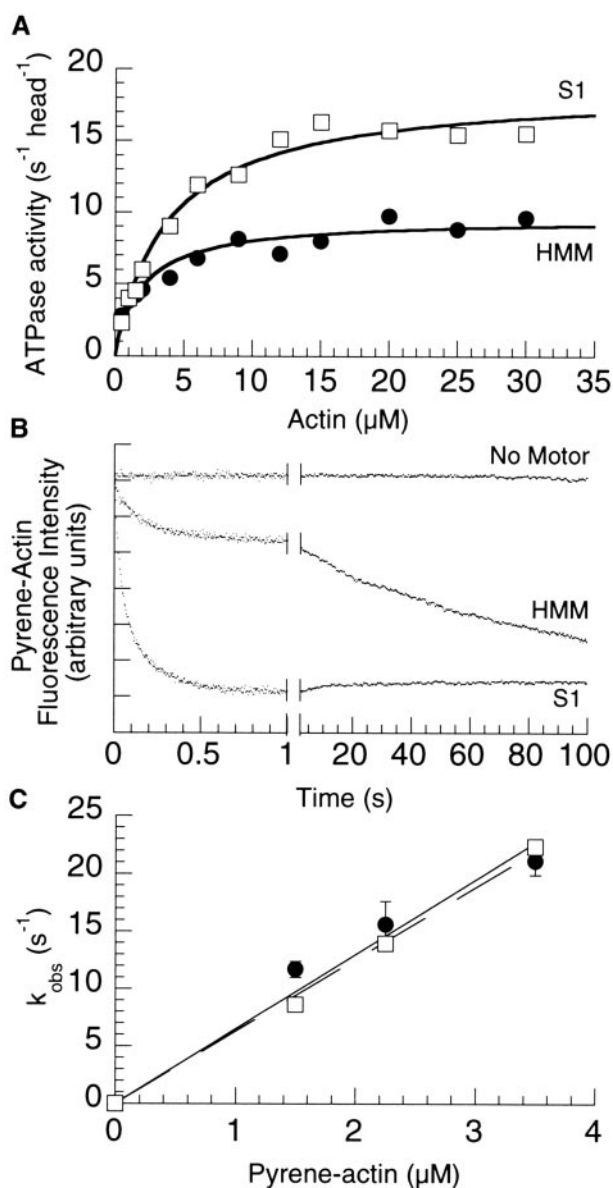 A
ATPase activity (s⁻¹ head⁻¹)
20
15
10
5
0
S1
HMM
0 5 10 15 20 25 30 35
Actin (µM)
B
Pyrene-Actin
Fluorescence Intensity
(arbitrary units)
No Motor
HMM
S1
0 0.5 1 20 40 60 80 100
Time (s)
C
k_obs (s⁻¹)
25
20
15
10
5
0
0 1 2 3 4
Pyrene-actin (µM)